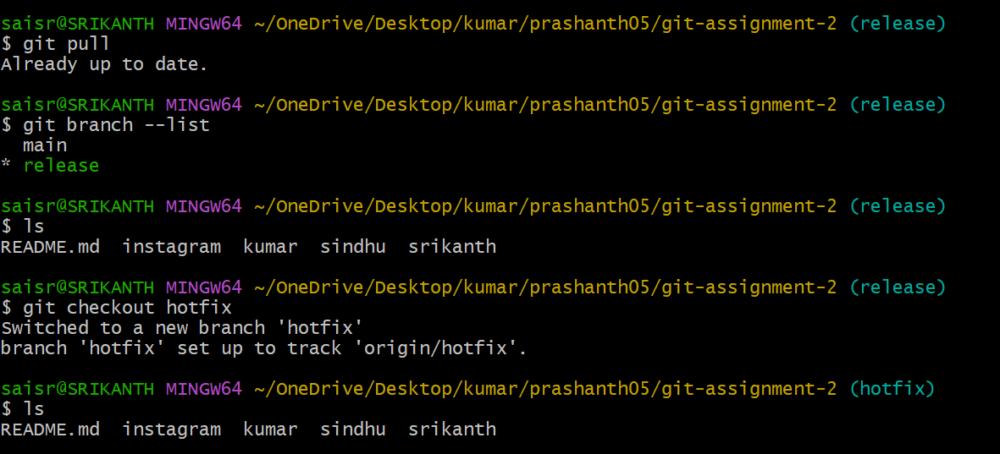 saisr@SRIKANTH MINGW64 ~/OneDrive/Desktop/kumar/prashanth05/git-assignment-2 (release)
$ git pull
Already up to date.
saisr@SRIKANTH MINGW64 ~/OneDrive/Desktop/kumar/prashanth05/git-assignment-2 (release)
$ git branch --list
  main
* release
saisr@SRIKANTH MINGW64 ~/OneDrive/Desktop/kumar/prashanth05/git-assignment-2 (release)
$ ls
README.md  instagram  kumar  sindhu  srikanth
saisr@SRIKANTH MINGW64 ~/OneDrive/Desktop/kumar/prashanth05/git-assignment-2 (release)
$ git checkout hotfix
Switched to a new branch 'hotfix'
branch 'hotfix' set up to track 'origin/hotfix'.
saisr@SRIKANTH MINGW64 ~/OneDrive/Desktop/kumar/prashanth05/git-assignment-2 (hotfix)
$ ls
README.md  instagram  kumar  sindhu  srikanth